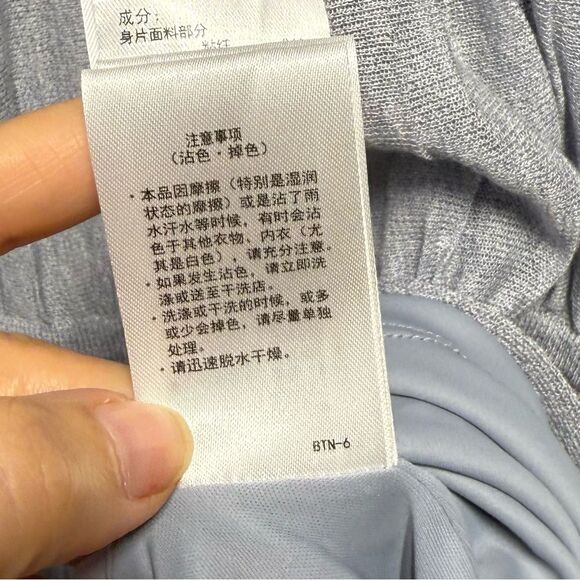 成分:
身片面料部分
粘纤
注意事项
(沾色·掉色)
·本品因摩擦(特别是湿润
状态的摩擦)或是沾了雨
水汗水等时候,有时会沾
色于其他衣物、内衣(尤
其是白色),请充分注意。
·如果发生沾色,请立即洗
涤或送至干洗店。
·洗涤或干洗的时候,或多
或少会掉色,请尽量单独
处理。
·请迅速脱水干燥。
BTN-6